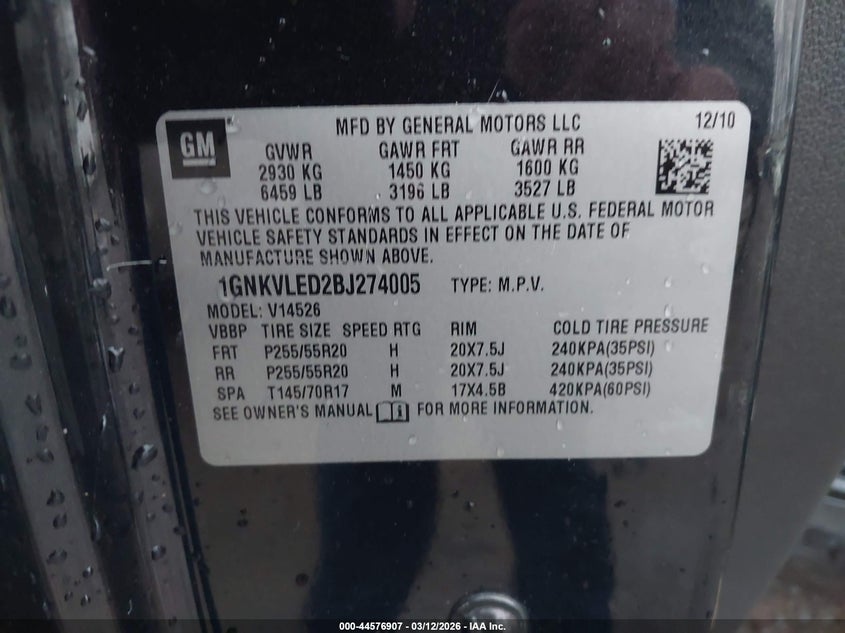 GM
MFD BY GENERAL MOTORS LLC 12/10
GVWR GAWR FRT GAWR RR
2930 KG 1450 KG 1600 KG
6459 LB 3196 LB 3527 LB
THIS VEHICLE CONFORMS TO ALL APPLICABLE U.S. FEDERAL MOTOR
VEHICLE SAFETY STANDARDS IN EFFECT ON THE DATE OF
MANUFACTURE SHOWN ABOVE.
1GNKVLED2BJ274005 TYPE: M.P.V.
MODEL: V14526
VBBP TIRE SIZE SPEED RTG RIM COLD TIRE PRESSURE
FRT P255/55R20 H 20X7.5J 240KPA(35PSI)
RR P255/55R20 H 20X7.5J 240KPA(35PSI)
SPA T145/70R17 M 17X4.5B 420KPA(60PSI)
SEE OWNER'S MANUAL FOR MORE INFORMATION.
000-44576907 - 03/12/2026 - IAA Inc.